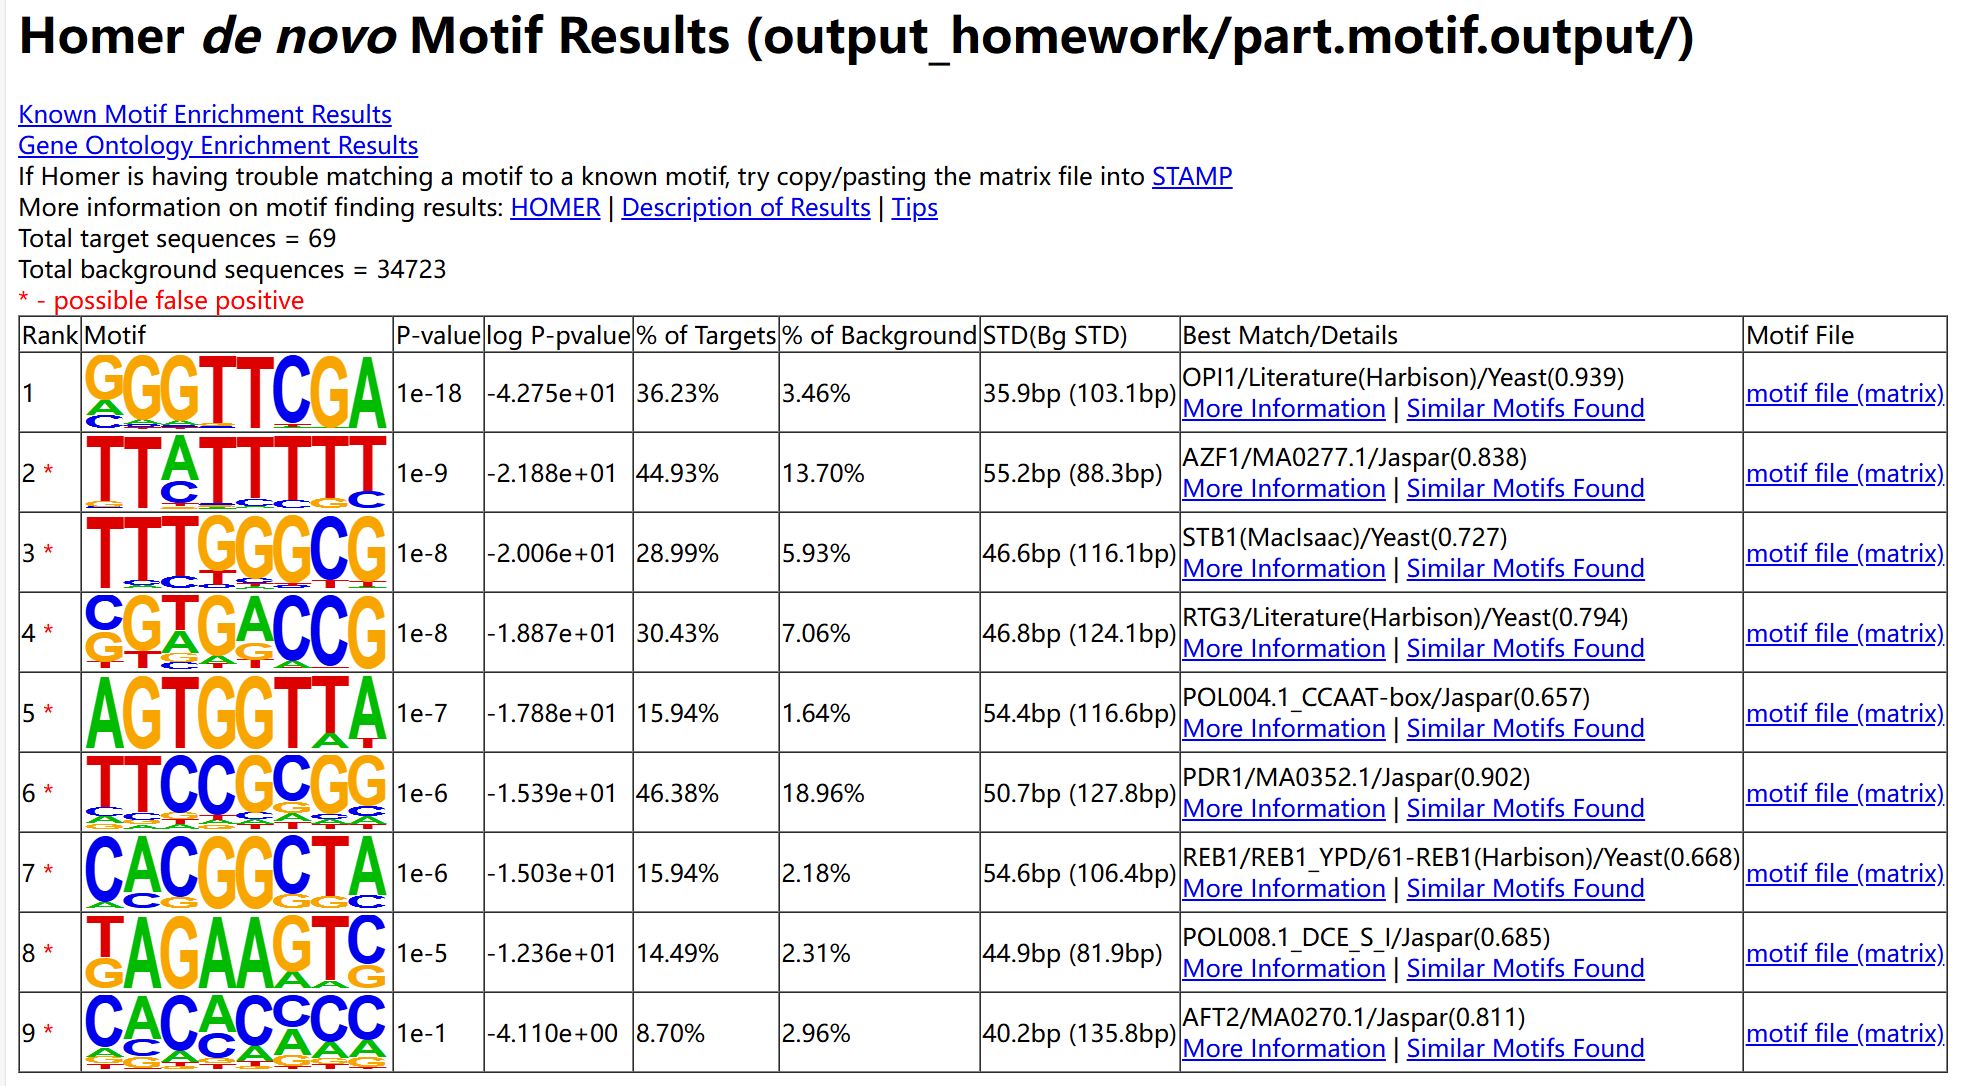 Homer de novo Motif Results (output_homework/part.motif.output/)
Known Motif Enrichment Results
Gene Ontology Enrichment Results
If Homer is having trouble matching a motif to a known motif, try copy/pasting the matrix file into STAMP
More information on motif finding results: HOMER | Description of Results | Tips
Total target sequences = 69
Total background sequences = 34723
* - possible false positive
Rank Motif P-value log P-pvalue % of Targets % of Background STD(Bg STD) Best Match/Details Motif File
1 GGGTTCGA 1e-18 -4.275e+01 36.23% 3.46% 35.9bp (103.1bp) OPI1/Literature(Harbison)/Yeast(0.939)
More Information | Similar Motifs Found motif file (matrix)
2 * TTATTTTT 1e-9 -2.188e+01 44.93% 13.70% 55.2bp (88.3bp) AZF1/MA0277.1/Jaspar(0.838)
More Information | Similar Motifs Found motif file (matrix)
3 * TTTGGGCG 1e-8 -2.006e+01 28.99% 5.93% 46.6bp (116.1bp) STB1(MacIsaac)/Yeast(0.727)
More Information | Similar Motifs Found motif file (matrix)
4 * CGTGACCG 1e-8 -1.887e+01 30.43% 7.06% 46.8bp (124.1bp) RTG3/Literature(Harbison)/Yeast(0.794)
More Information | Similar Motifs Found motif file (matrix)
5 * AGTGGTTA 1e-7 -1.788e+01 15.94% 1.64% 54.4bp (116.6bp) POL004.1_CCAAT-box/Jaspar(0.657)
More Information | Similar Motifs Found motif file (matrix)
6 * TTCCGCGG 1e-6 -1.539e+01 46.38% 18.96% 50.7bp (127.8bp) PDR1/MA0352.1/Jaspar(0.902)
More Information | Similar Motifs Found motif file (matrix)
7 * CACGGCTA 1e-6 -1.503e+01 15.94% 2.18% 54.6bp (106.4bp) REB1/REB1_YPD/61-REB1(Harbison)/Yeast(0.668)
More Information | Similar Motifs Found motif file (matrix)
8 * TAGAAGTC 1e-5 -1.236e+01 14.49% 2.31% 44.9bp (81.9bp) POL008.1_DCE_S_I/Jaspar(0.685)
More Information | Similar Motifs Found motif file (matrix)
9 * CACACCCC 1e-1 -4.110e+00 8.70% 2.96% 40.2bp (135.8bp) AFT2/MA0270.1/Jaspar(0.811)
More Information | Similar Motifs Found motif file (matrix)